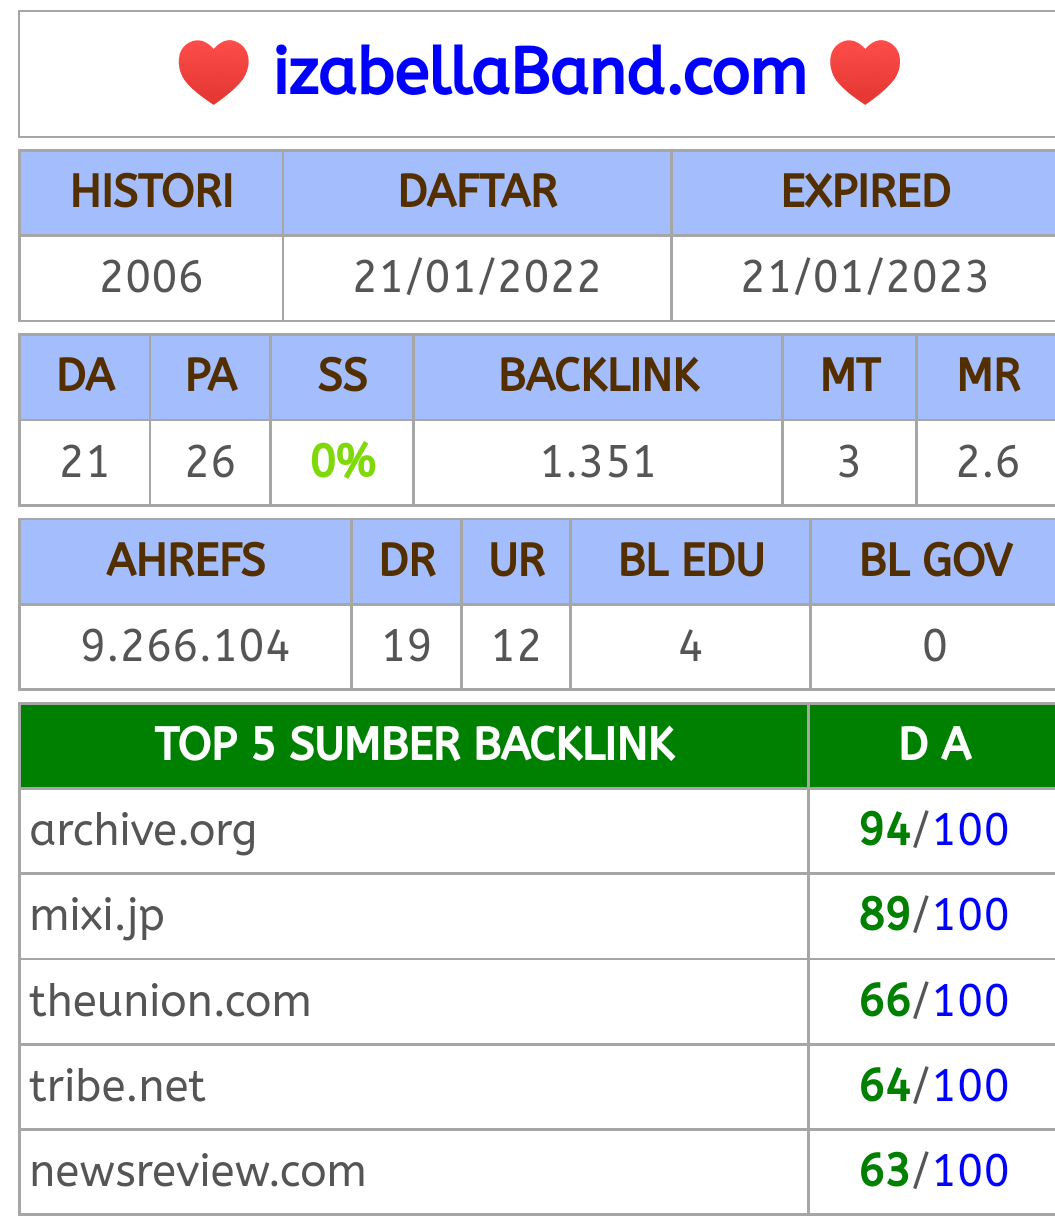 ❤ izabellaBand.com ❤
HISTORI DAFTAR EXPIRED
2006 21/01/2022 21/01/2023
DA PA SS BACKLINK MT MR
21 26 0% 1.351 3 2.6
AHREFS DR UR BL EDU BL GOV
9.266.104 19 12 4 0
TOP 5 SUMBER BACKLINK D A
archive.org 94/100
mixi.jp 89/100
theunion.com 66/100
tribe.net 64/100
newsreview.com 63/100